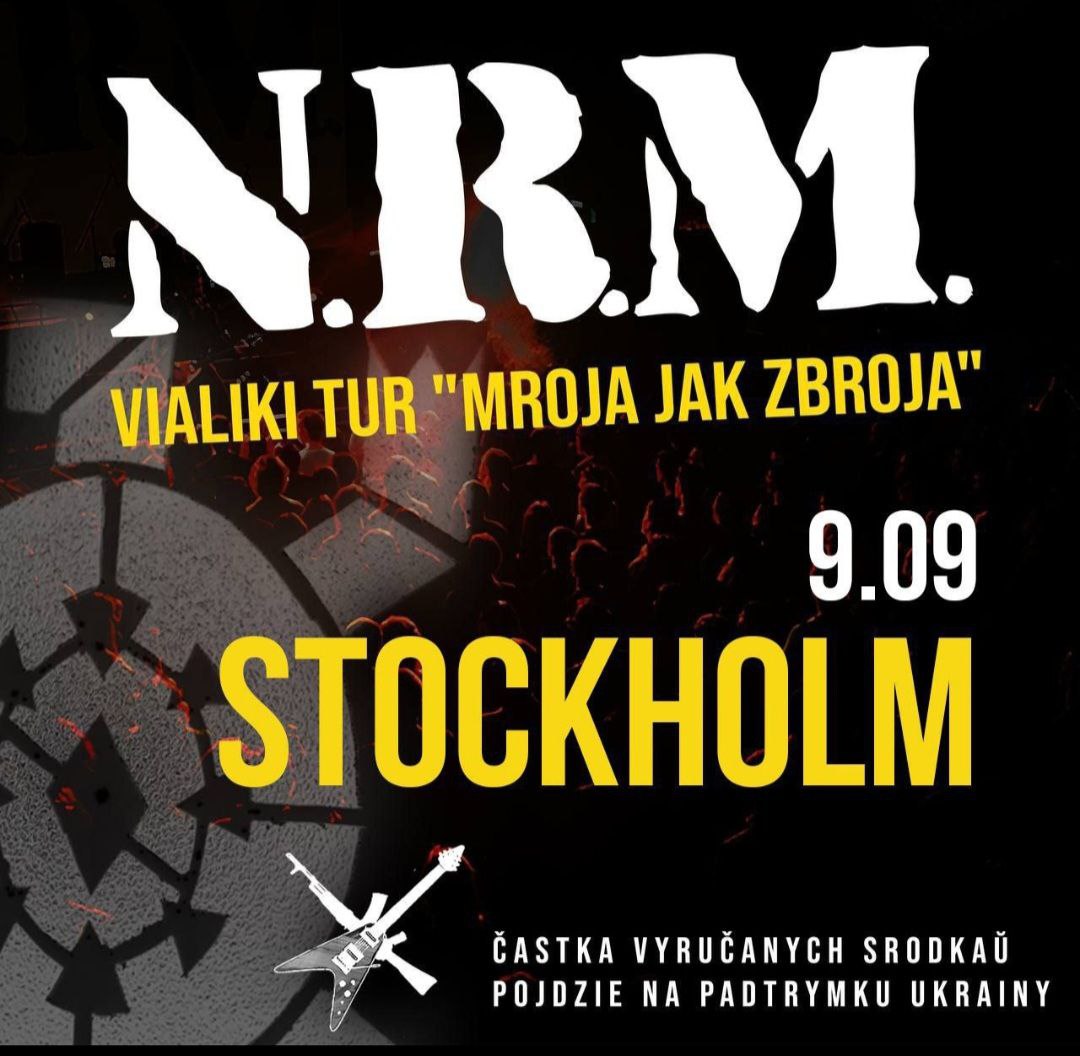 N.R.M.
VIALIKI TUR "MROJA JAK ZBROJA"
9.09
STOCKHOLM
ČASTKA VYRUČANYCH SRODKAŬ
POJDZIE NA PADTRYMKU UKRAINY